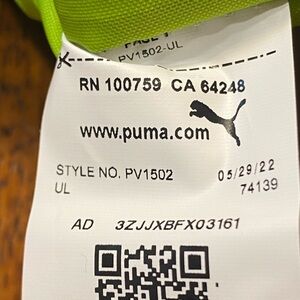 PV1502-UL
RN 100759 CA 64248
www.puma.com
STYLE NO. PV1502 05/29/22
UL 74139
AD 3ZJJXBFX03161